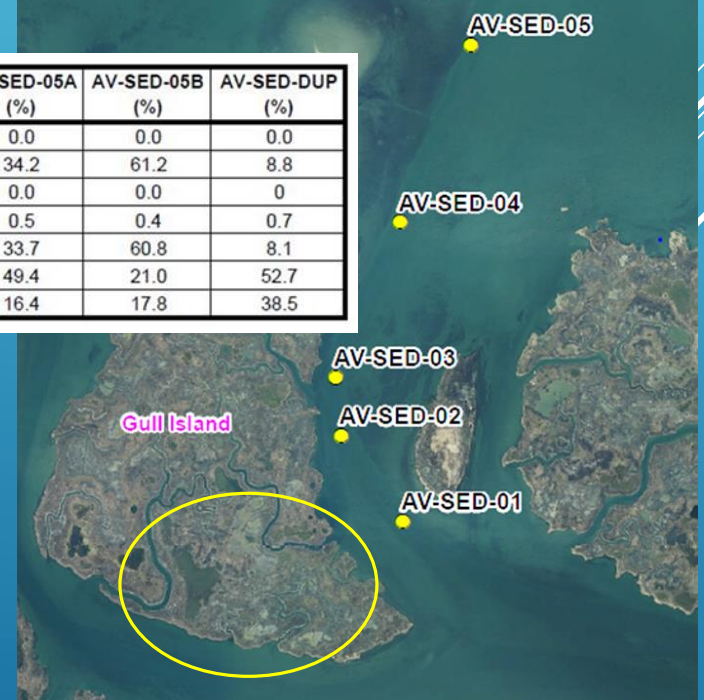 AV-SED-05
SED-05A AV-SED-05B AV-SED-DUP
(%) (%) (%)
0.0 0.0 0.0
34.2 61.2 8.8
0.0 0.0 0
0.5 0.4 0.7
33.7 60.8 8.1
49.4 21.0 52.7
16.4 17.8 38.5
AV-SED-04
AV-SED-03
AV-SED-02
Gull Island
AV-SED-01